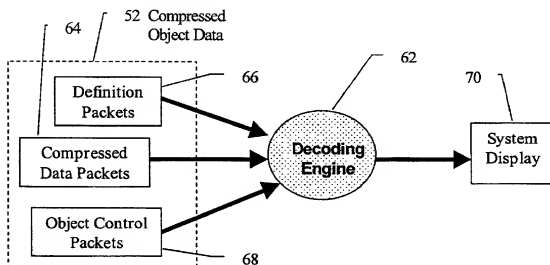 52 Compressed
Object Data
64
66
62
70
Definition
Packets
Compressed
Data Packets
Object Control
Packets
68
Decoding
Engine
System
Display